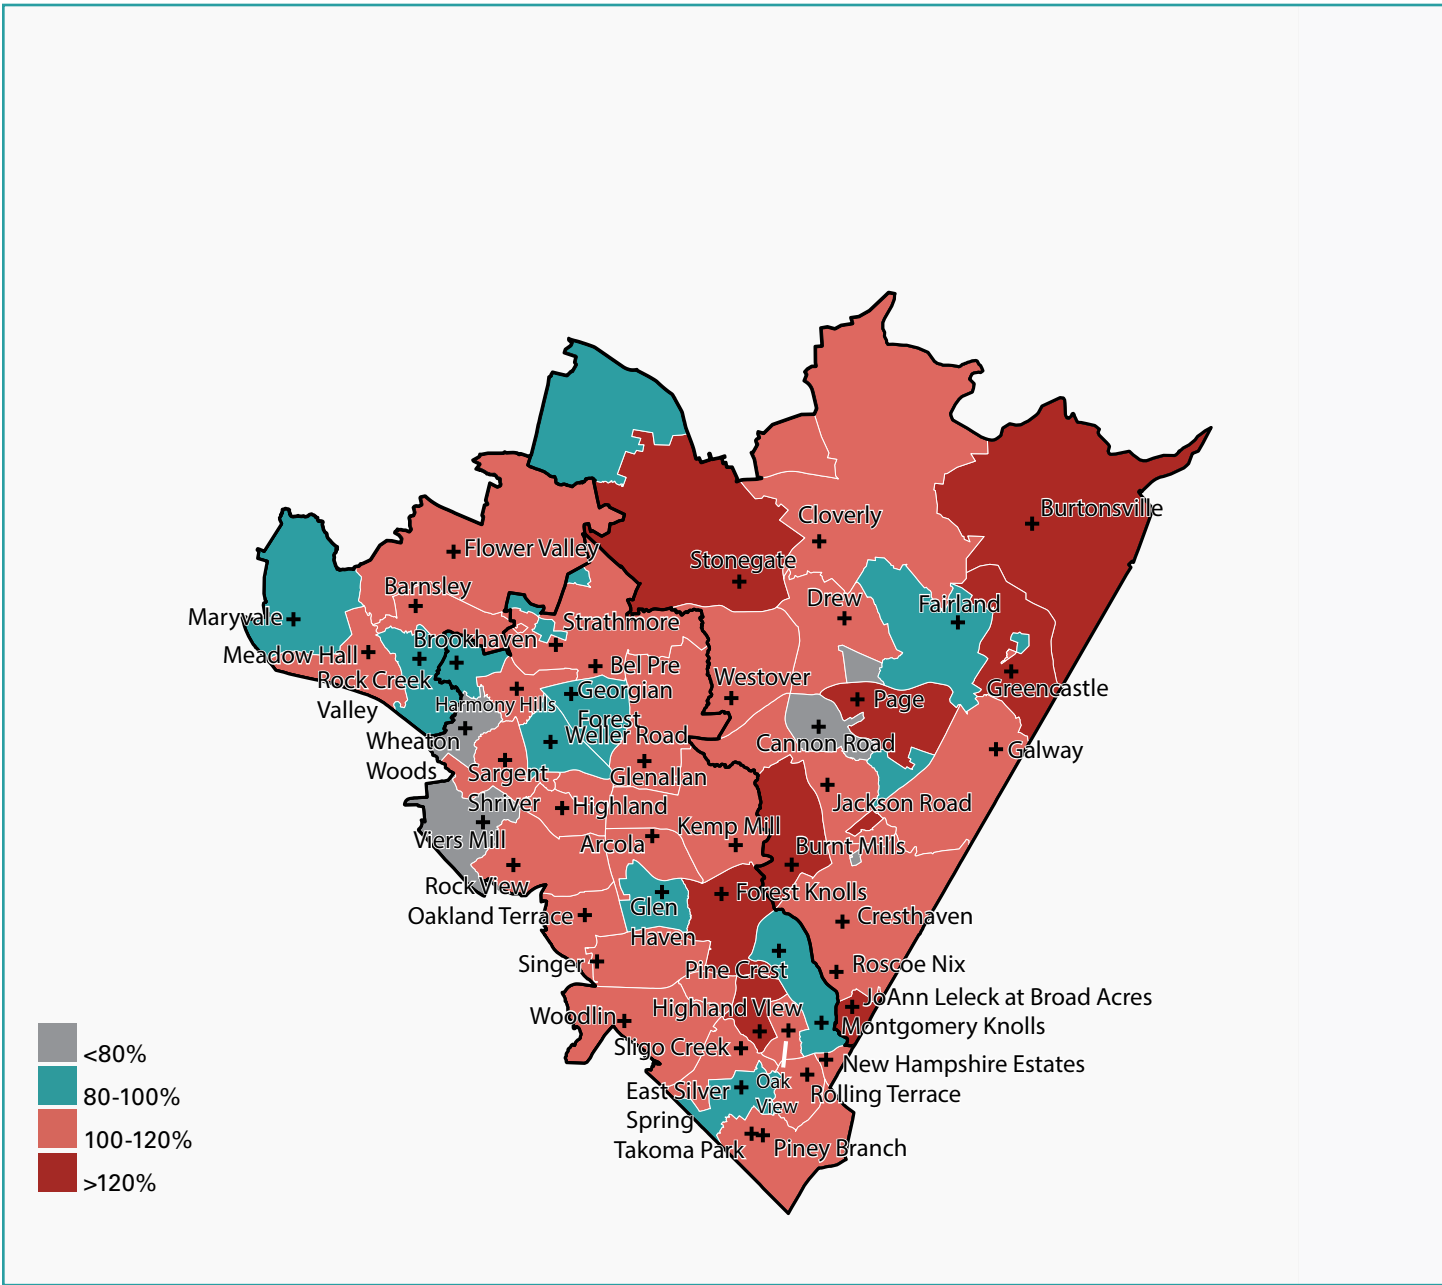 Burtonsville
Cloverly
Flower Valley
Stonegate
Barnsley
Drew
Fairland
Maryvale
Strathmore
Brookhaven
Meadow Hall
Bel Pre
Rock Creek
Valley
Westover
Greencastle
Georgian
Forest
Page
Harmony Hills
Weller Road
Wheaton
Woods
Cannon Road
Galway
Sargent
Shriver
Glenallan
Highland
Jackson Road
Kemp Mill
Viers Mill
Arcola
Burnt Mills
Rock View
Forest Knolls
Oakland Terrace
Glen
Haven
Cresthaven
Singer
Pine Crest
Roscoe Nix
JoAnn Leleck at Broad Acres
Highland View
Woodlin
Montgomery Knolls
Sligo Creek
New Hampshire Estates
East Silver
Spring
Oak
View
Rolling Terrace
Takoma Park
Piney Branch
<80%
80-100%
100-120%
>120%